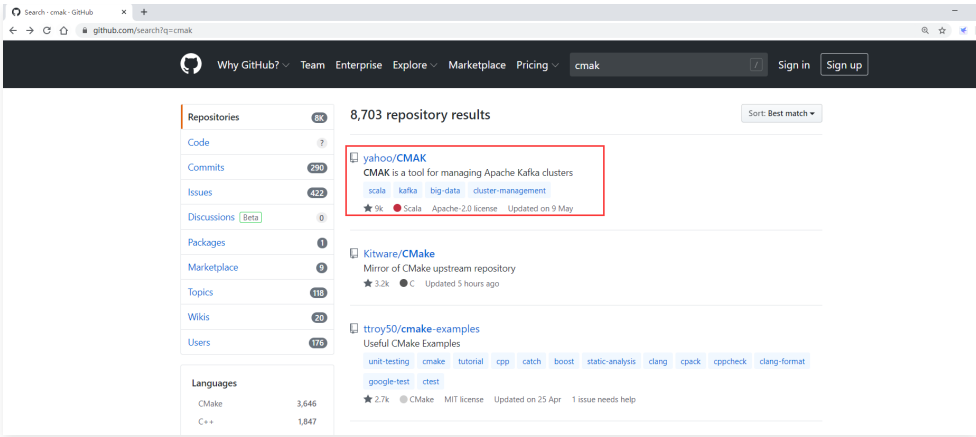 Search · cmak · GitHub
github.com/search?q=cmak
Why GitHub? Team Enterprise Explore Marketplace Pricing cmak / Sign in Sign up
Repositories 8K
Code ?
Commits 290
Issues 422
Discussions Beta 0
Packages 1
Marketplace 9
Topics 118
Wikis 20
Users 176
Languages
CMake 3,646
C++ 1,847
8,703 repository results
Sort: Best match
yahoo/CMAK
CMAK is a tool for managing Apache Kafka clusters
scala kafka big-data cluster-management
9k Scala Apache-2.0 license Updated on 9 May
Kitware/CMake
Mirror of CMake upstream repository
3.2k C Updated 5 hours ago
ttroy50/cmake-examples
Useful CMake Examples
unit-testing cmake tutorial cpp catch boost static-analysis clang cpack cppcheck clang-format
google-test ctest
2.7k CMake MIT license Updated on 25 Apr 1 issue needs help